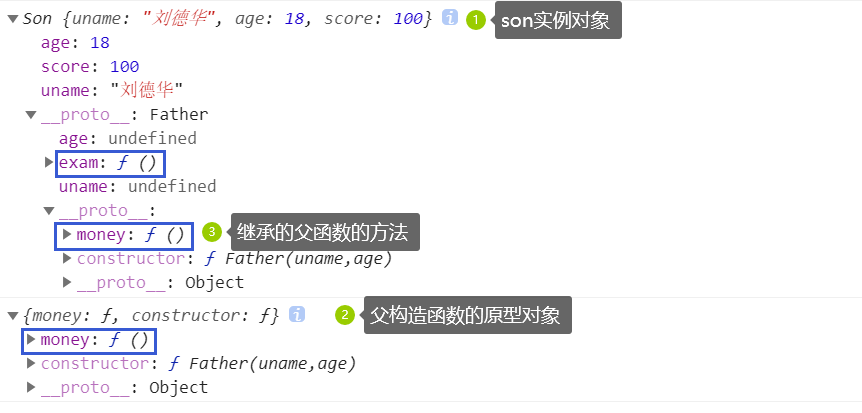 Son {uname: "刘德华", age: 18, score: 100} i 1 son实例对象
age: 18
score: 100
uname: "刘德华"
__proto__: Father
age: undefined
exam: ƒ ()
uname: undefined
__proto__:
money: ƒ () 3 继承的父函数的方法
constructor: ƒ Father(uname,age)
__proto__: Object
{money: ƒ, constructor: ƒ} i 2 父构造函数的原型对象
money: ƒ ()
constructor: ƒ Father(uname,age)
__proto__: Object